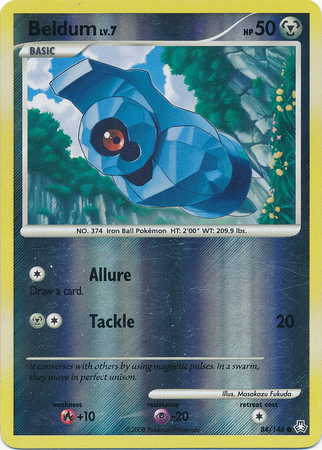 Beldum LV.7 HP 50
BASIC
NO. 374 Iron Ball Pokémon HT: 2'00" WT: 209.9 lbs.
Allure
Draw a card.
Tackle 20
It converses with others by using magnetic pulses. In a swarm,
they move in perfect unison.
Illus. Masakazu Fukuda
weakness resistance retreat cost
+10 -20
©2008 Pokémon/Nintendo 84/146